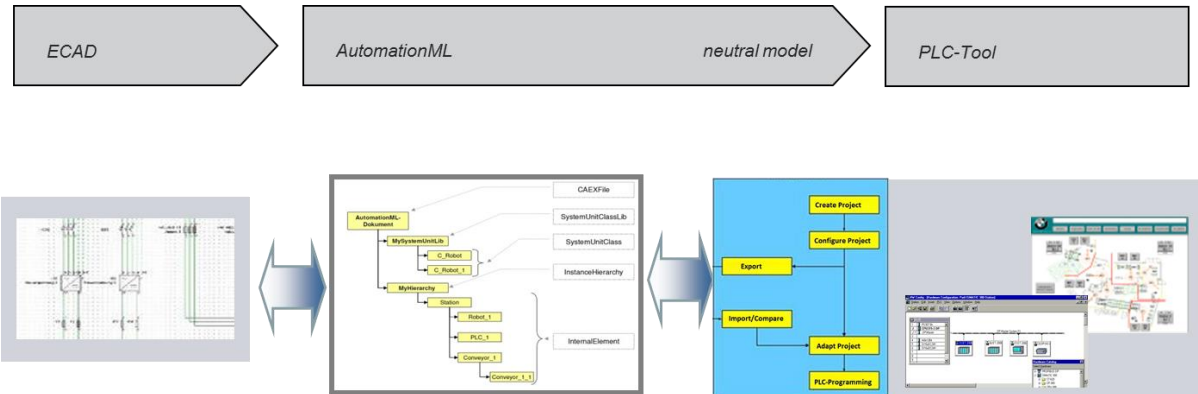 ECAD
AutomationML neutral model
PLC-Tool
CAEXFile
AutomationML-
Dokument
SystemUnitClassLib
MySystemUnitLib
SystemUnitClass
C_Robot
C_Robot_1
InstanceHierarchy
MyHierarchy
Station
Robot_1
PLC_1
InternalElement
Conveyor_1
Conveyor_1_1
Create Project
Configure Project
Export
Import/Compare
Adapt Project
PLC-Programming